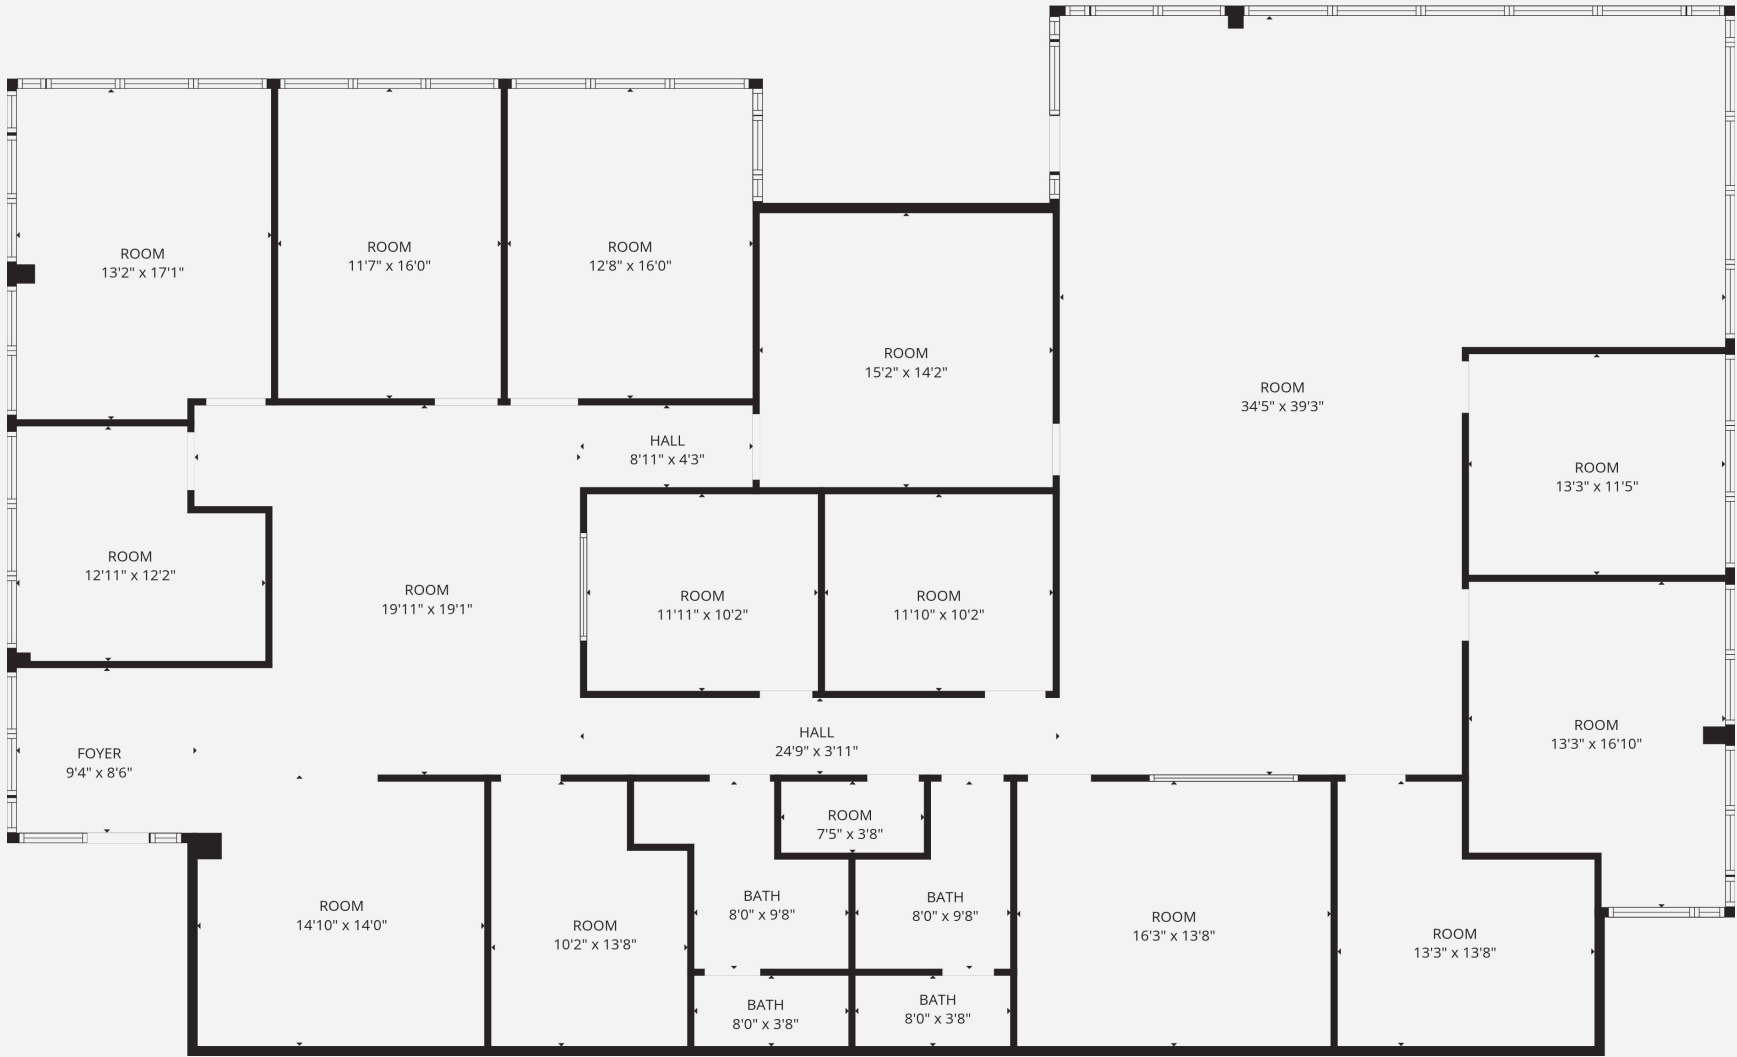 ROOM
13'2" x 17'1"
ROOM
11'7" x 16'0"
ROOM
12'8" x 16'0"
ROOM
15'2" x 14'2"
ROOM
34'5" x 39'3"
HALL
8'11" x 4'3"
ROOM
13'3" x 11'5"
ROOM
12'11" x 12'2"
ROOM
19'11" x 19'1"
ROOM
11'11" x 10'2"
ROOM
11'10" x 10'2"
FOYER
9'4" x 8'6"
HALL
24'9" x 3'11"
ROOM
13'3" x 16'10"
ROOM
7'5" x 3'8"
ROOM
14'10" x 14'0"
ROOM
10'2" x 13'8"
BATH
8'0" x 9'8"
BATH
8'0" x 9'8"
ROOM
16'3" x 13'8"
ROOM
13'3" x 13'8"
BATH
8'0" x 3'8"
BATH
8'0" x 3'8"